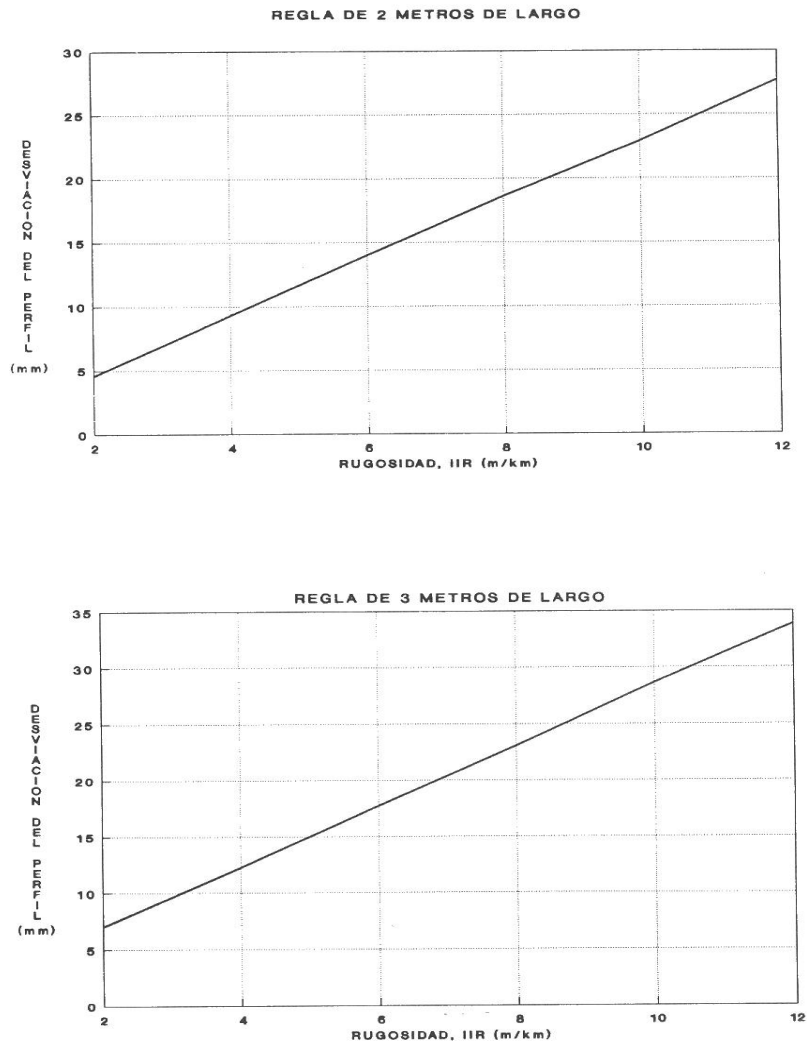 REGLA DE 2 METROS DE LARGO
30
25
20
15
10
5
0
DESVIACION DEL PERFIL
(mm)
2 4 6 8 10 12
RUGOSIDAD, IIR (m/km)
REGLA DE 3 METROS DE LARGO
35
30
25
20
15
10
5
0
DESVIACION DEL PERFIL
(mm)
2 4 6 8 10 12
RUGOSIDAD, IIR (m/km)